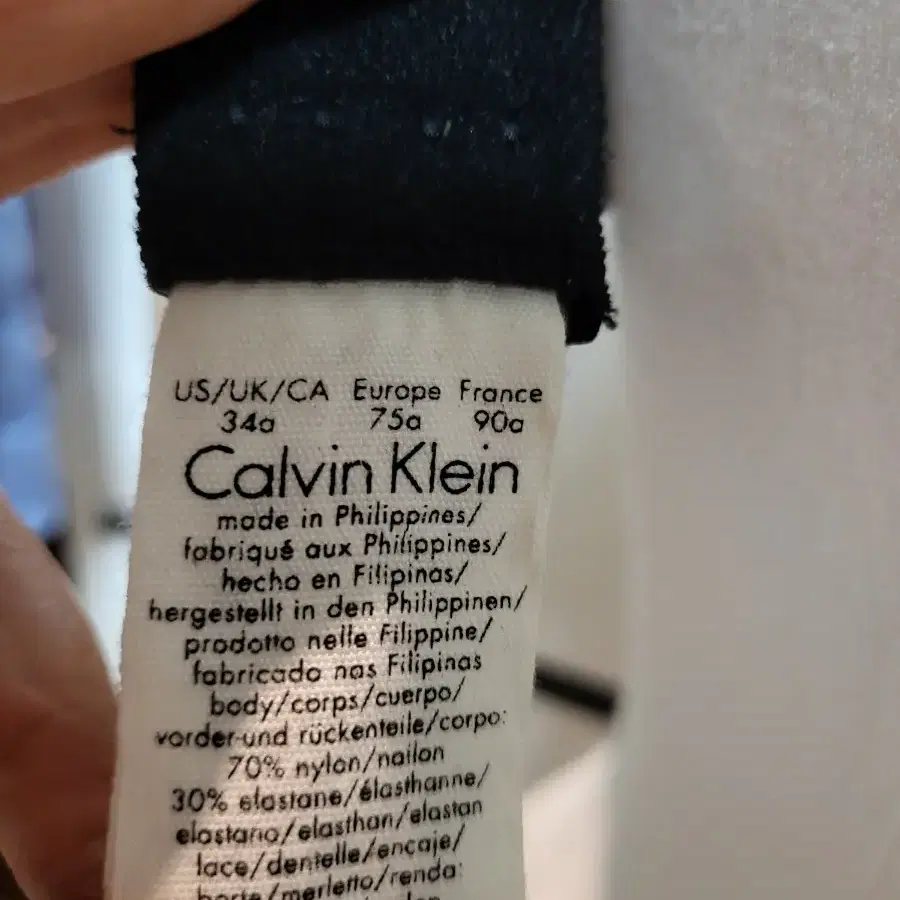 US/UK/CA Europe France
34a 75a 90a
Calvin Klein
made in Philippines/
fabriqué aux Philippines/
hecho en Filipinas/
hergestellt in den Philippinen/
prodotto nelle Filippine/
fabricado nas Filipinas
body/corps/cuerpo/
vorder-und rückenteile/corpo:
70% nylon/nailon
30% elastane/élasthanne/
elastano/elasthan/elastan
lace/dentelle/encaje/
merletto/renda: